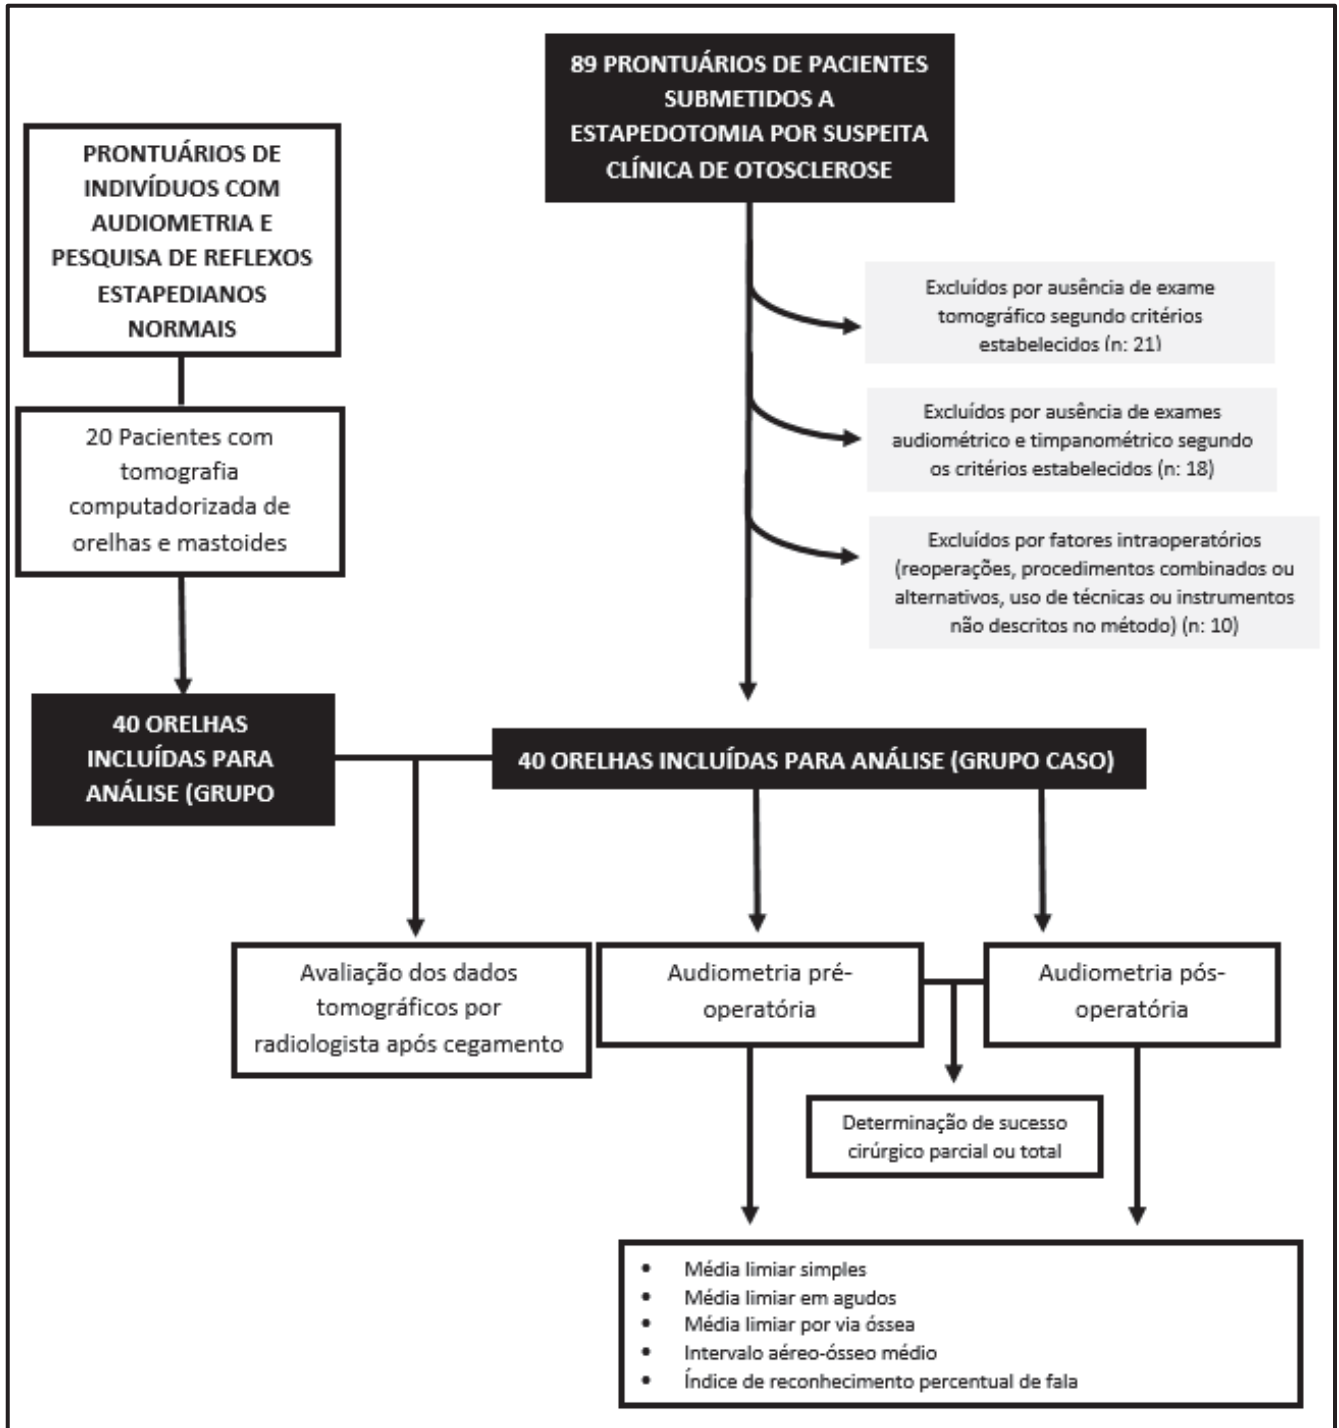 89 PRONTUÁRIOS DE PACIENTES
SUBMETIDOS A
ESTAPEDOTOMIA POR SUSPEITA
CLÍNICA DE OTOSCLEROSE
PRONTUÁRIOS DE
INDIVÍDUOS COM
AUDIOMETRIA E
PESQUISA DE REFLEXOS
ESTAPEDIANOS
NORMAIS
Excluídos por ausência de exame
tomográfico segundo critérios
estabelecidos (n: 21)
Excluídos por ausência de exames
audiométrico e timpanométrico segundo
os critérios estabelecidos (n: 18)
20 Pacientes com
tomografia
computadorizada de
orelhas e mastoides
Excluídos por fatores intraoperatórios
(reoperações, procedimentos combinados ou
alternativos, uso de técnicas ou instrumentos
não descritos no método) (n: 10)
40 ORELHAS
INCLUÍDAS PARA
ANÁLISE (GRUPO
40 ORELHAS INCLUÍDAS PARA ANÁLISE (GRUPO CASO)
Avaliação dos dados
tomográficos por
radiologista após cegamento
Audiometria pré-
operatória
Audiometria pós-
operatória
Determinação de sucesso
cirúrgico parcial ou total
• Média limiar simples
• Média limiar em agudos
• Média limiar por via óssea
• Intervalo aéreo-ósseo médio
• Índice de reconhecimento percentual de fala